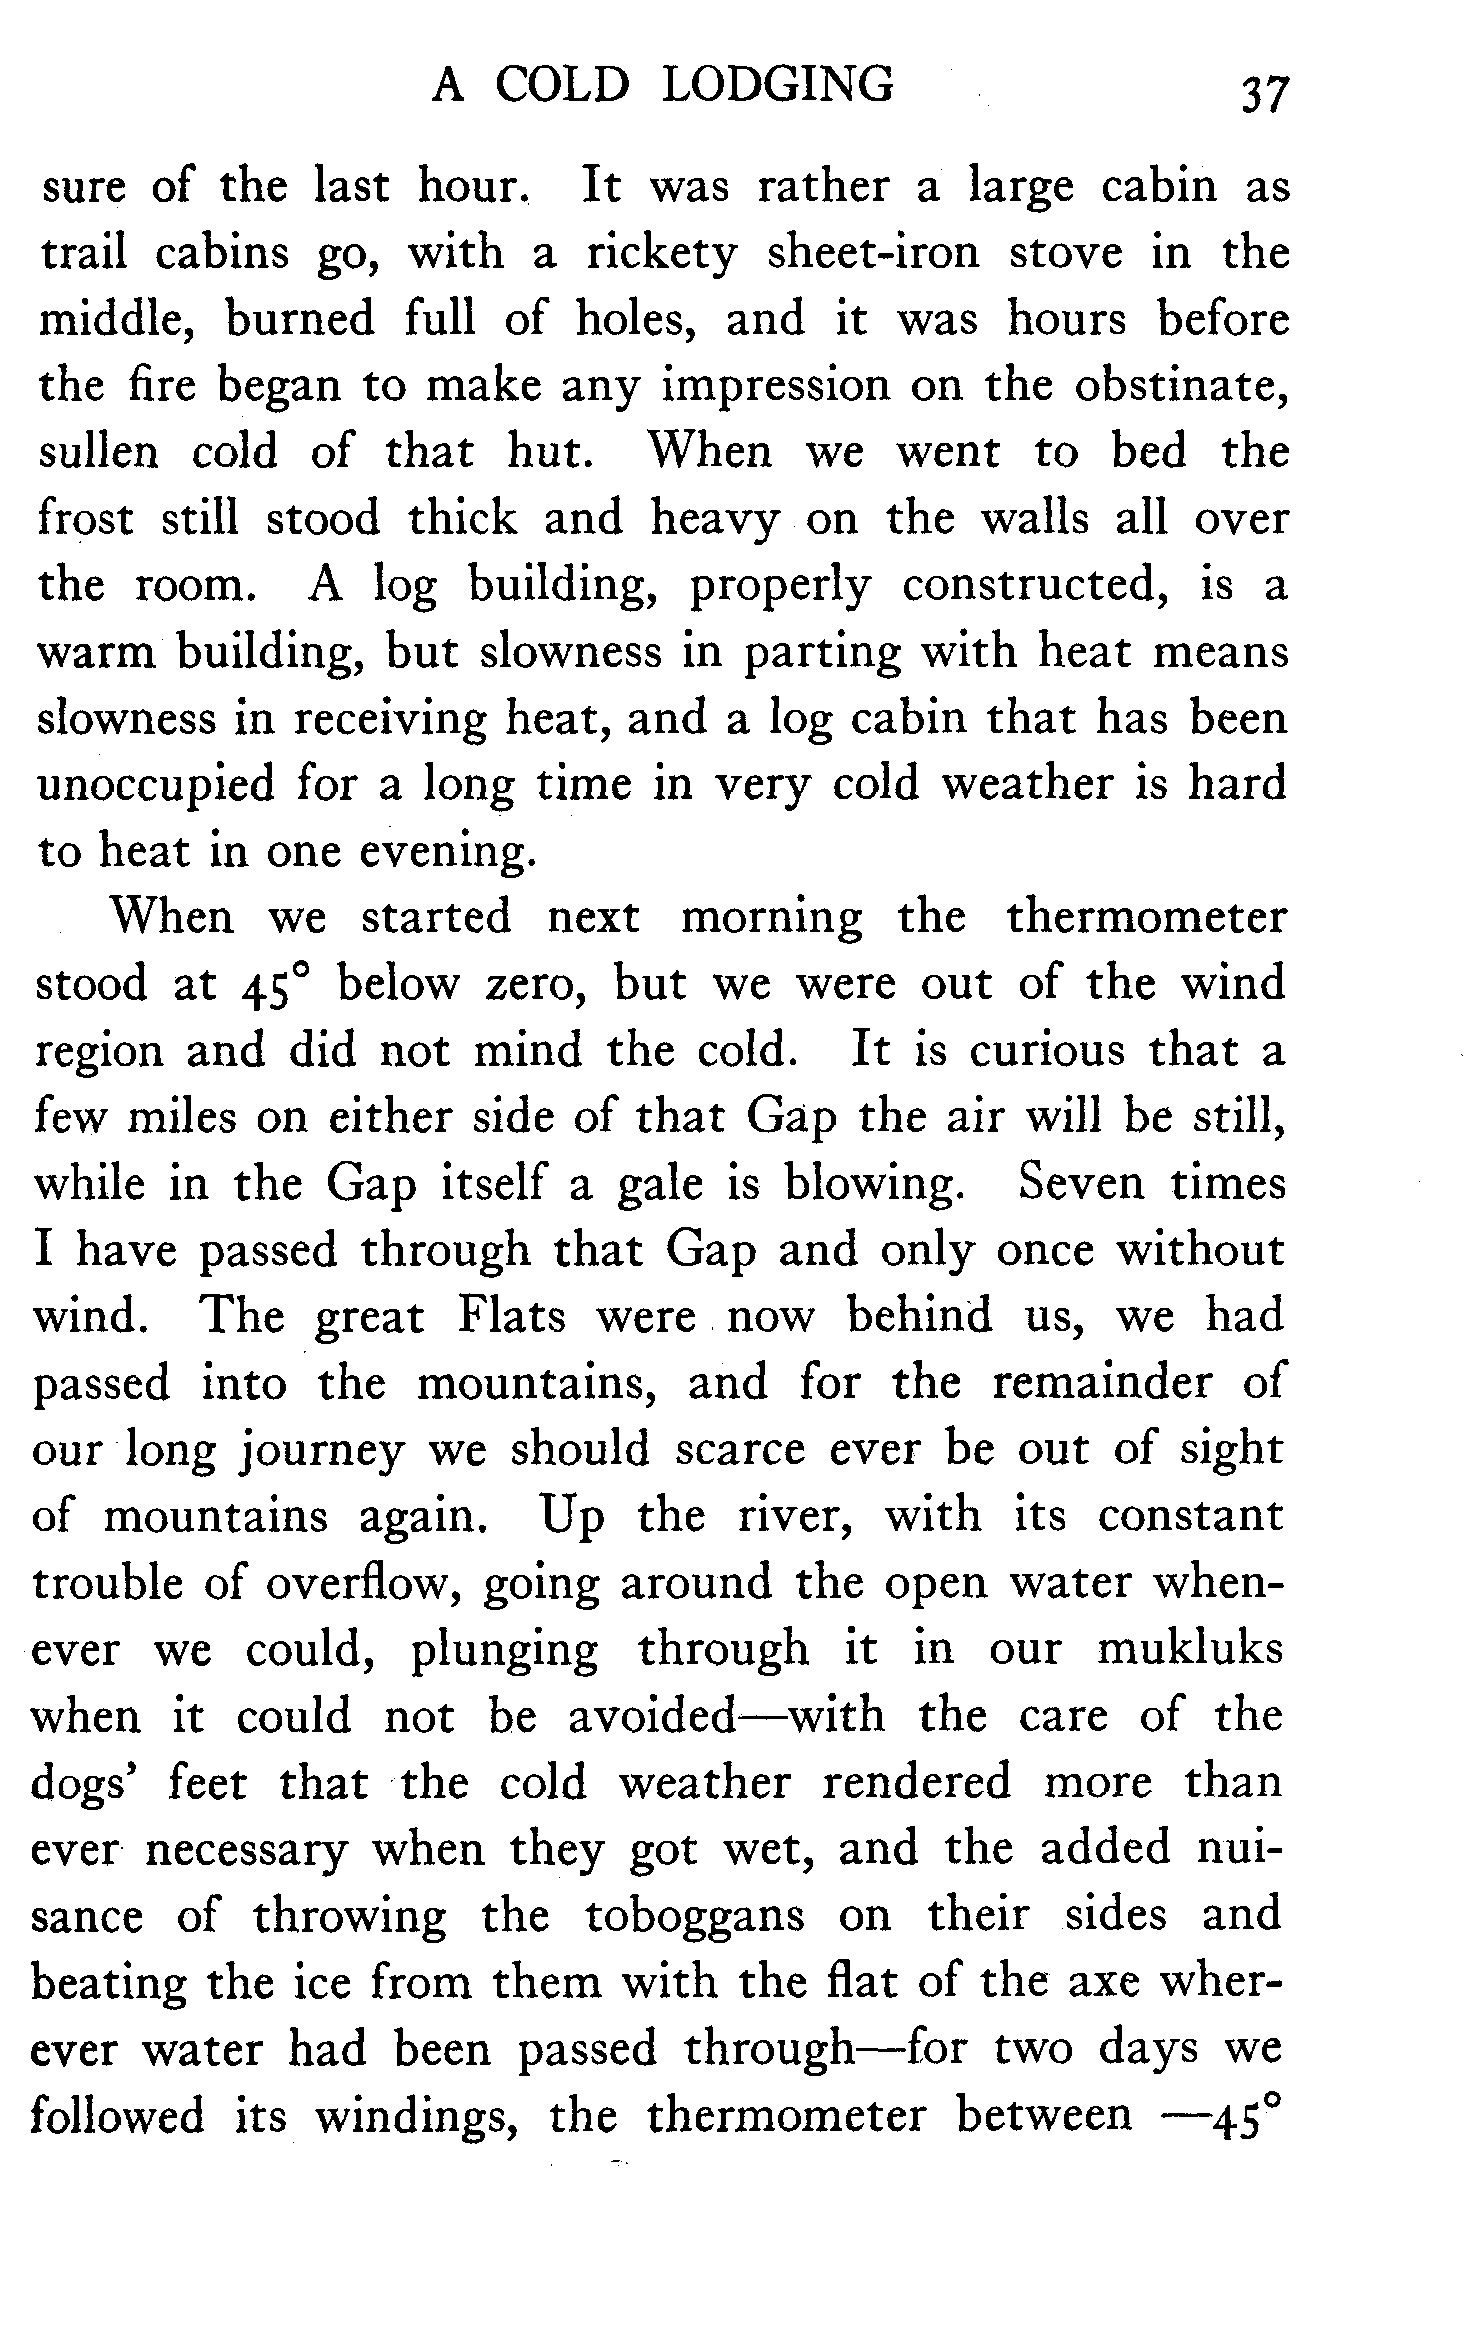 A COLD LODGING 37
sure of the last hour. It was rather a large cabin as
trail cabins go, with a rickety sheet-iron stove in the
middle, burned full of holes, and it was hours before
the fire began to make any impression on the obstinate,
sullen cold of that hut. When we went to bed the
frost still stood thick and heavy on the walls all over
the room. A log building, properly constructed, is a
warm building, but slowness in parting with heat means
slowness in receiving heat, and a log cabin that has been
unoccupied for a long time in very cold weather is hard
to heat in one evening.
When we started next morning the thermometer
stood at 45° below zero, but we were out of the wind
region and did not mind the cold. It is curious that a
few miles on either side of that Gap the air will be still,
while in the Gap itself a gale is blowing. Seven times
I have passed through that Gap and only once without
wind. The great Flats were now behind us, we had
passed into the mountains, and for the remainder of
our long journey we should scarce ever be out of sight
of mountains again. Up the river, with its constant
trouble of overflow, going around the open water when-
ever we could, plunging through it in our mukluks
when it could not be avoided—with the care of the
dogs’ feet that the cold weather rendered more than
ever necessary when they got wet, and the added nui-
sance of throwing the toboggans on their sides and
beating the ice from them with the flat of the axe wher-
ever water had been passed through—for two days we
followed its windings, the thermometer between —45°